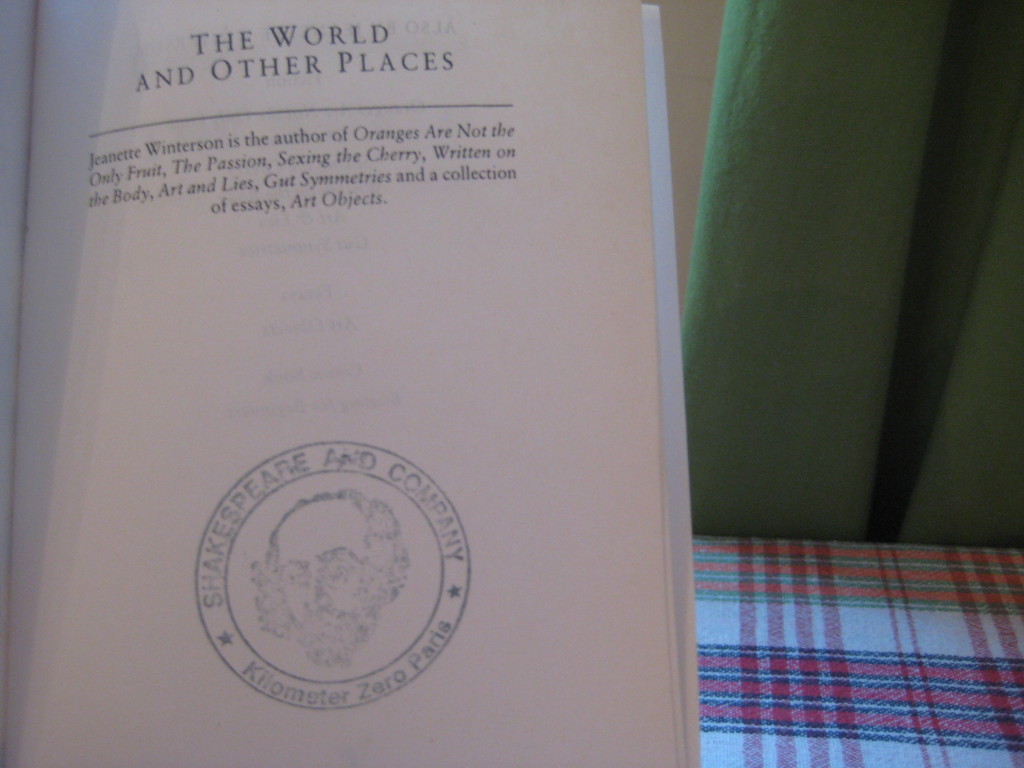 THE WORLD
AND OTHER PLACES
Jeanette Winterson is the author of Oranges Are Not the
Only Fruit, The Passion, Sexing the Cherry, Written on
the Body, Art and Lies, Gut Symmetries and a collection
of essays, Art Objects.
SHAKESPEARE AND COMPANY
Kilometer Zero Paris